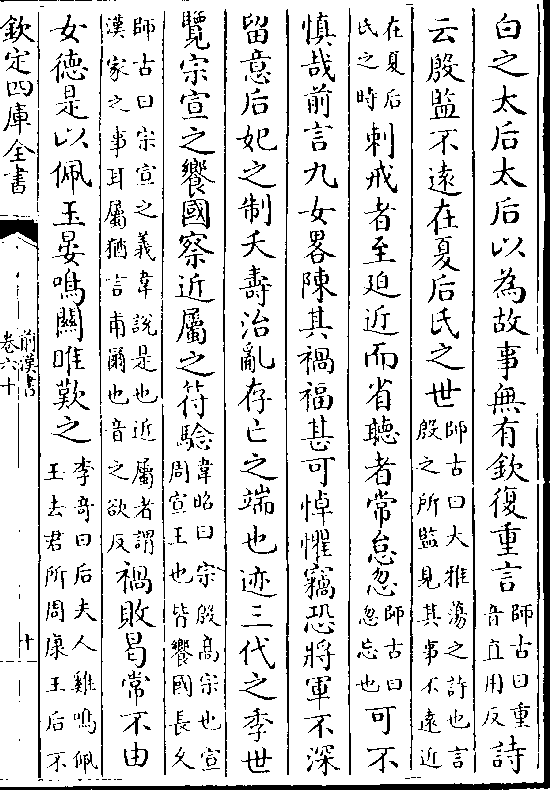 白之太后太后以為故事無有欽復重言師古曰重音直用反詩
云殷監不遠在夏后氏之世師古曰大雅蕩之詩也言殷之所監見其事不遠近
在夏后氏之時刺戒者至迫近而省聽者常怠忽師古曰忽忘也可不
慎哉前言九女畧陳其禍福甚可悼懼竊恐將軍不深
留意后妃之制夭壽治亂存亡之端也迹三代之季世
覽宗宣之饗國察近屬之符驗韋昭曰宗殷高宗也宣周宣王也皆饗國長久
師古曰宗宣之義韋說是也近屬者謂漢家之事耳屬猶言甫爾也音之欲反禍敗曷常不由
女德是以佩玉晏鳴關雎歎之李奇曰后夫人雞鳴佩玉去君所周康王后不
欽定四庫全書
前漢書
卷六十
十